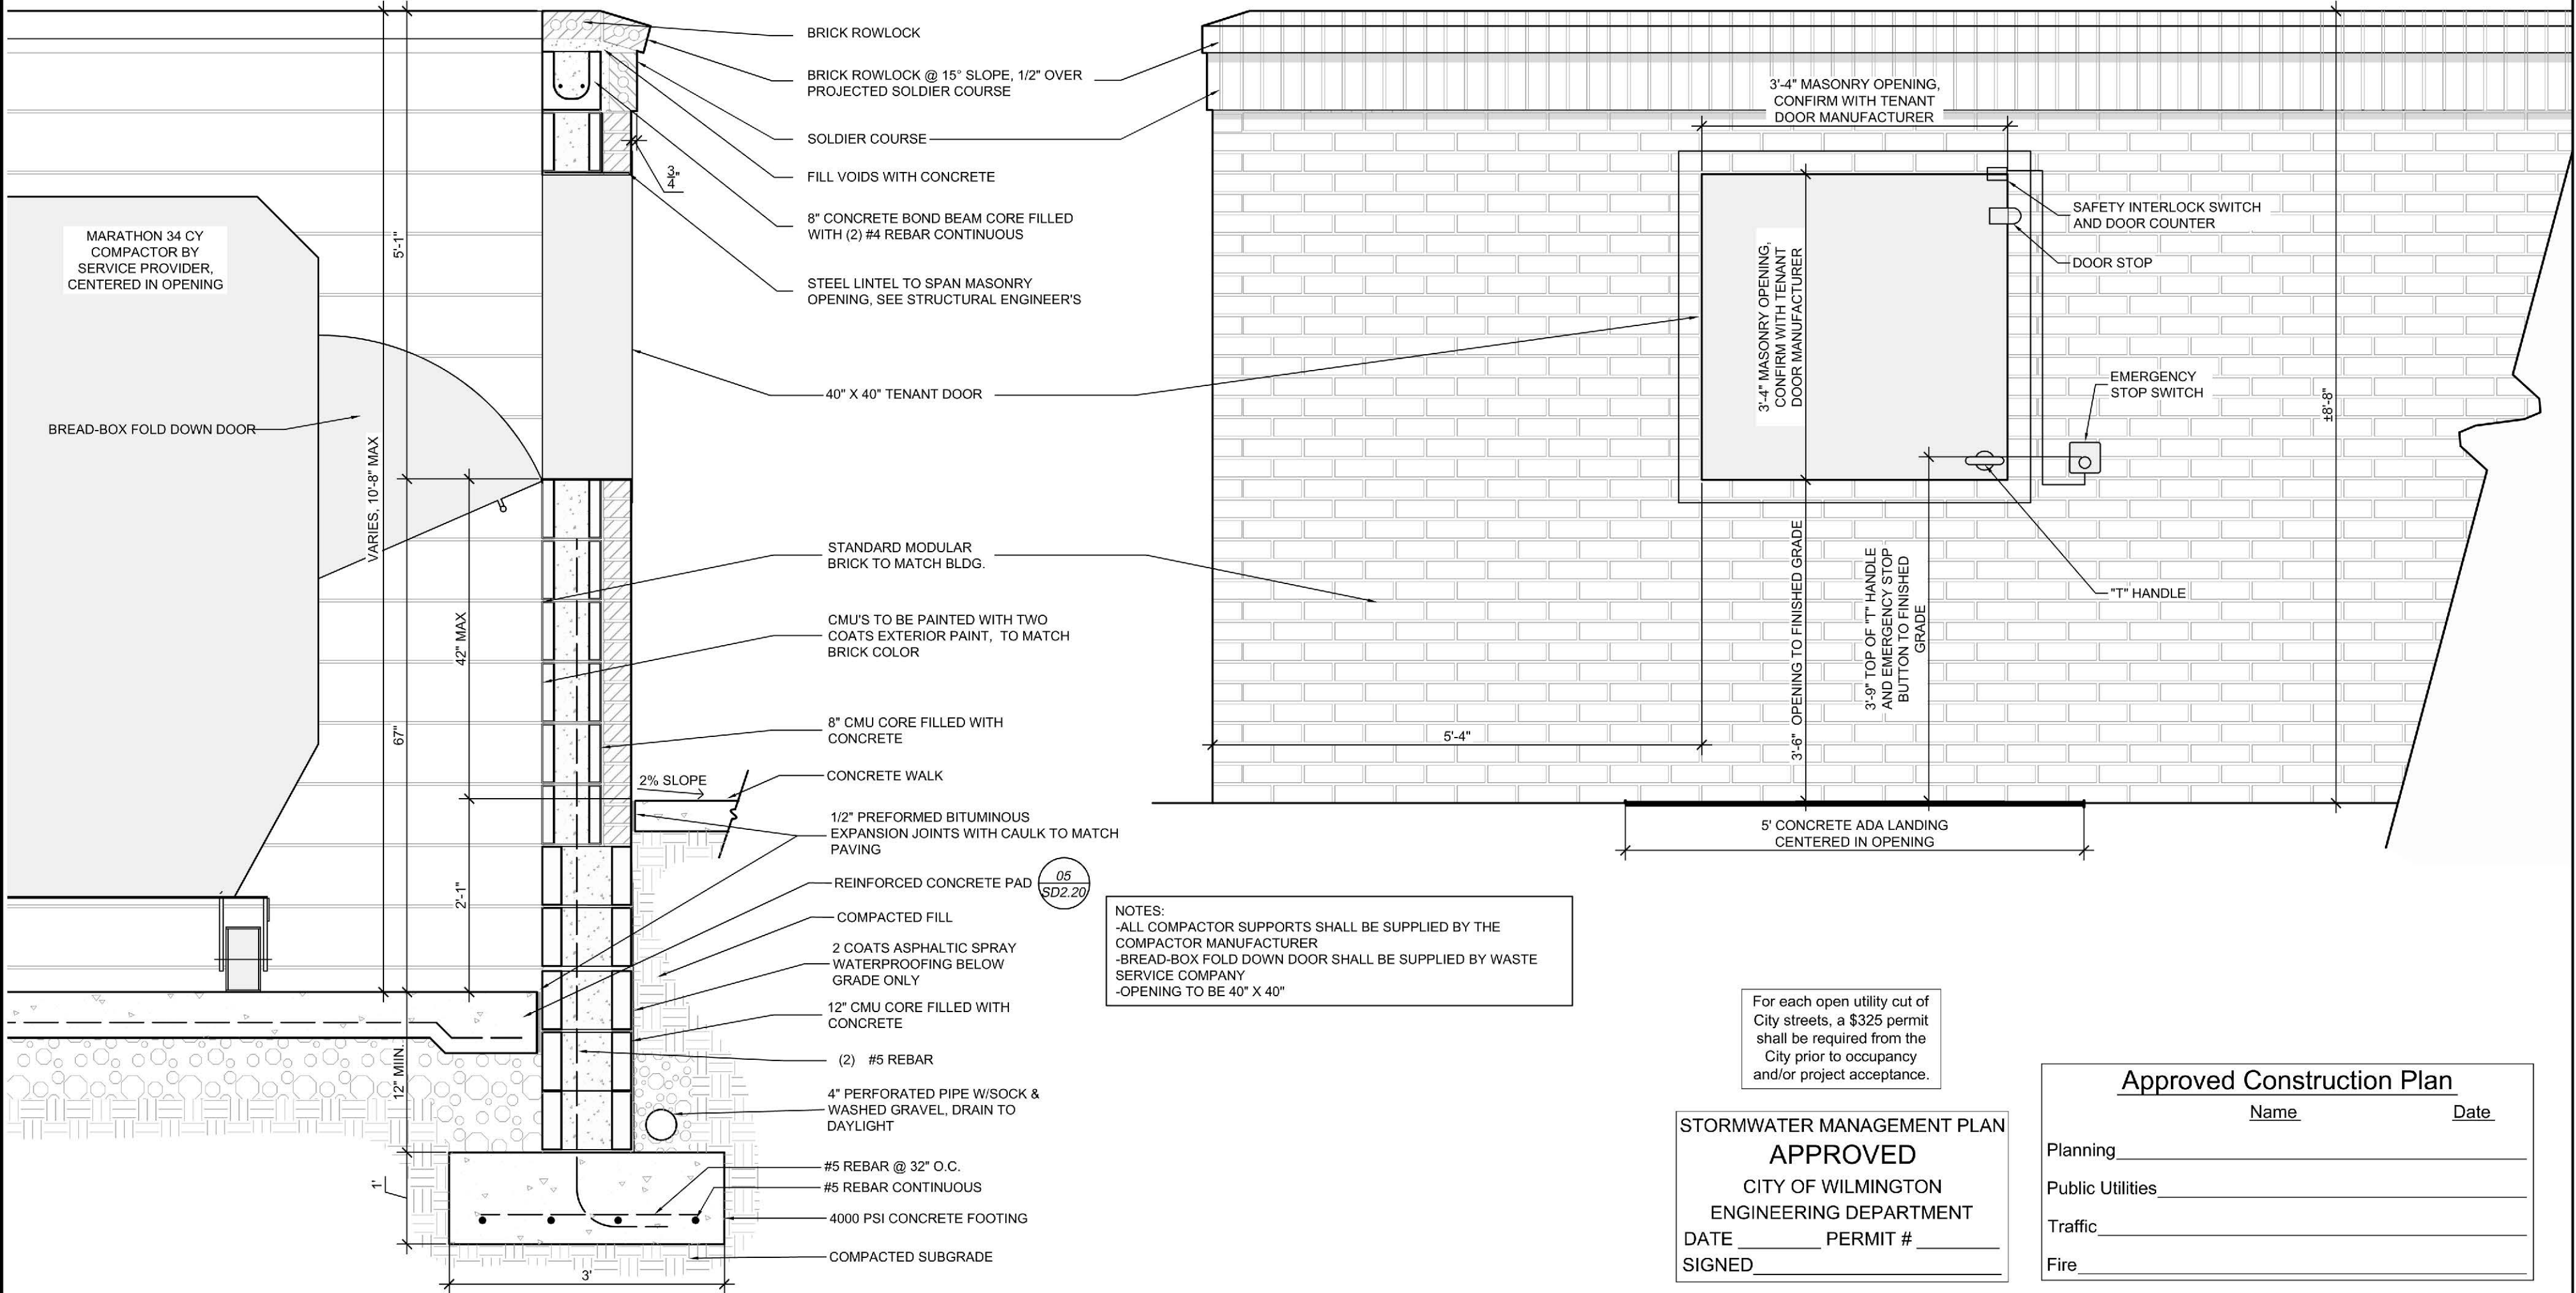 BRICK ROWLOCK
BRICK ROWLOCK @ 15° SLOPE, 1/2" OVER
PROJECTED SOLDIER COURSE
SOLDIER COURSE
3/4"
FILL VOIDS WITH CONCRETE
8" CONCRETE BOND BEAM CORE FILLED
WITH (2) #4 REBAR CONTINUOUS
STEEL LINTEL TO SPAN MASONRY
OPENING, SEE STRUCTURAL ENGINEER'S
MARATHON 34 CY
COMPACTOR BY
SERVICE PROVIDER,
CENTERED IN OPENING
5'-1"
40" X 40" TENANT DOOR
BREAD-BOX FOLD DOWN DOOR
VARIES, 10'-8" MAX
STANDARD MODULAR
BRICK TO MATCH BLDG.
42" MAX
CMU'S TO BE PAINTED WITH TWO
COATS EXTERIOR PAINT, TO MATCH
BRICK COLOR
67"
8" CMU CORE FILLED WITH
CONCRETE
2% SLOPE
CONCRETE WALK
1/2" PREFORMED BITUMINOUS
EXPANSION JOINTS WITH CAULK TO MATCH
PAVING
2'-1"
REINFORCED CONCRETE PAD
05
SD2.20
COMPACTED FILL
2 COATS ASPHALTIC SPRAY
WATERPROOFING BELOW
GRADE ONLY
12" CMU CORE FILLED WITH
CONCRETE
(2) #5 REBAR
12" MIN.
4" PERFORATED PIPE W/SOCK &
WASHED GRAVEL, DRAIN TO
DAYLIGHT
#5 REBAR @ 32" O.C.
#5 REBAR CONTINUOUS
1'
4000 PSI CONCRETE FOOTING
COMPACTED SUBGRADE
3'
3'-4" MASONRY OPENING,
CONFIRM WITH TENANT
DOOR MANUFACTURER
3'-4" MASONRY OPENING,
CONFIRM WITH TENANT
DOOR MANUFACTURER
SAFETY INTERLOCK SWITCH
AND DOOR COUNTER
DOOR STOP
EMERGENCY
STOP SWITCH
±8'-8"
"T" HANDLE
3'-6" OPENING TO FINISHED GRADE
3'-9" TOP OF "T" HANDLE
AND EMERGENCY STOP
BUTTON TO FINISHED
GRADE
5'-4"
5' CONCRETE ADA LANDING
CENTERED IN OPENING
NOTES:
-ALL COMPACTOR SUPPORTS SHALL BE SUPPLIED BY THE
COMPACTOR MANUFACTURER
-BREAD-BOX FOLD DOWN DOOR SHALL BE SUPPLIED BY WASTE
SERVICE COMPANY
-OPENING TO BE 40" X 40"
For each open utility cut of
City streets, a $325 permit
shall be required from the
City prior to occupancy
and/or project acceptance.
STORMWATER MANAGEMENT PLAN
APPROVED
CITY OF WILMINGTON
ENGINEERING DEPARTMENT
DATE PERMIT #
SIGNED
Approved Construction Plan
Name Date
Planning
Public Utilities
Traffic
Fire